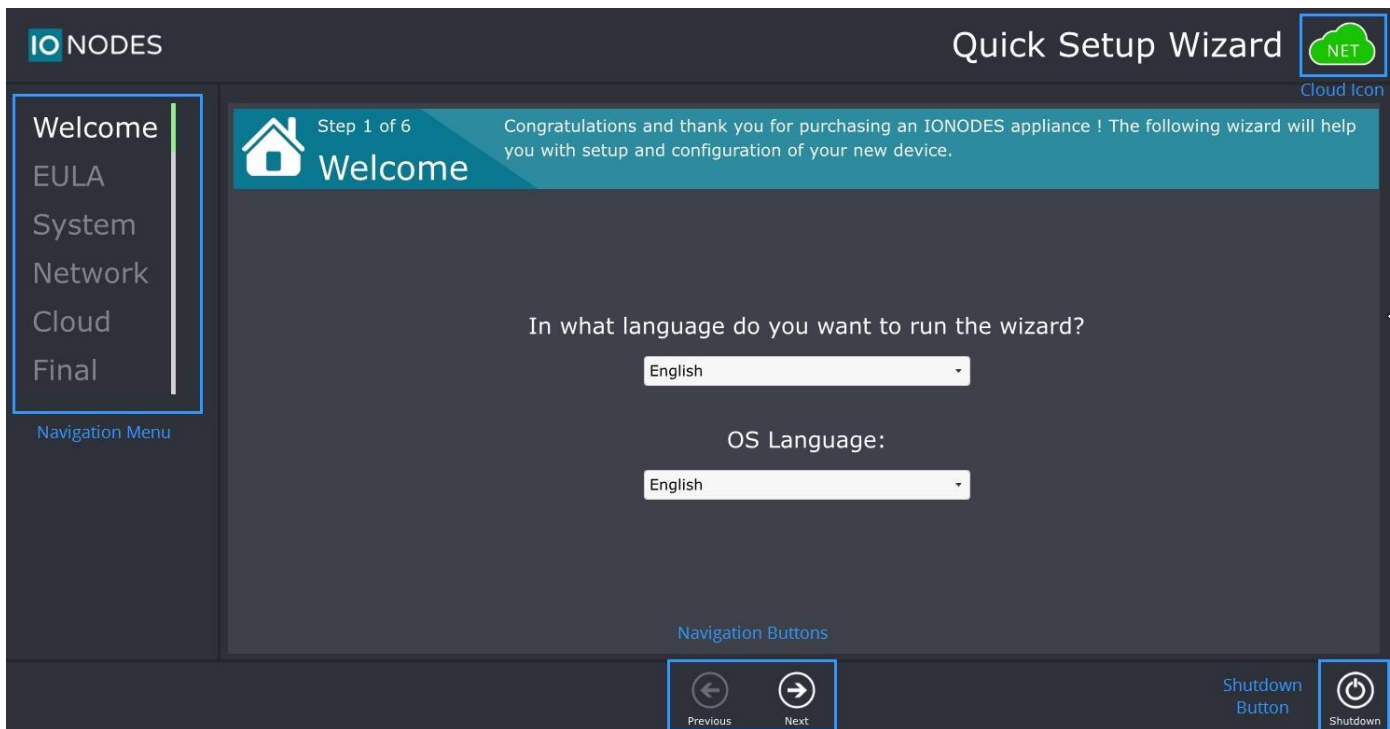 IO NODES
Quick Setup Wizard
NET
Cloud Icon
Welcome
EULA
System
Network
Cloud
Final
Navigation Menu
Step 1 of 6
Welcome
Congratulations and thank you for purchasing an IONODES appliance ! The following wizard will help
you with setup and configuration of your new device.
In what language do you want to run the wizard?
English
OS Language:
English
Navigation Buttons
Previous
Next
Shutdown
Button
Shutdown